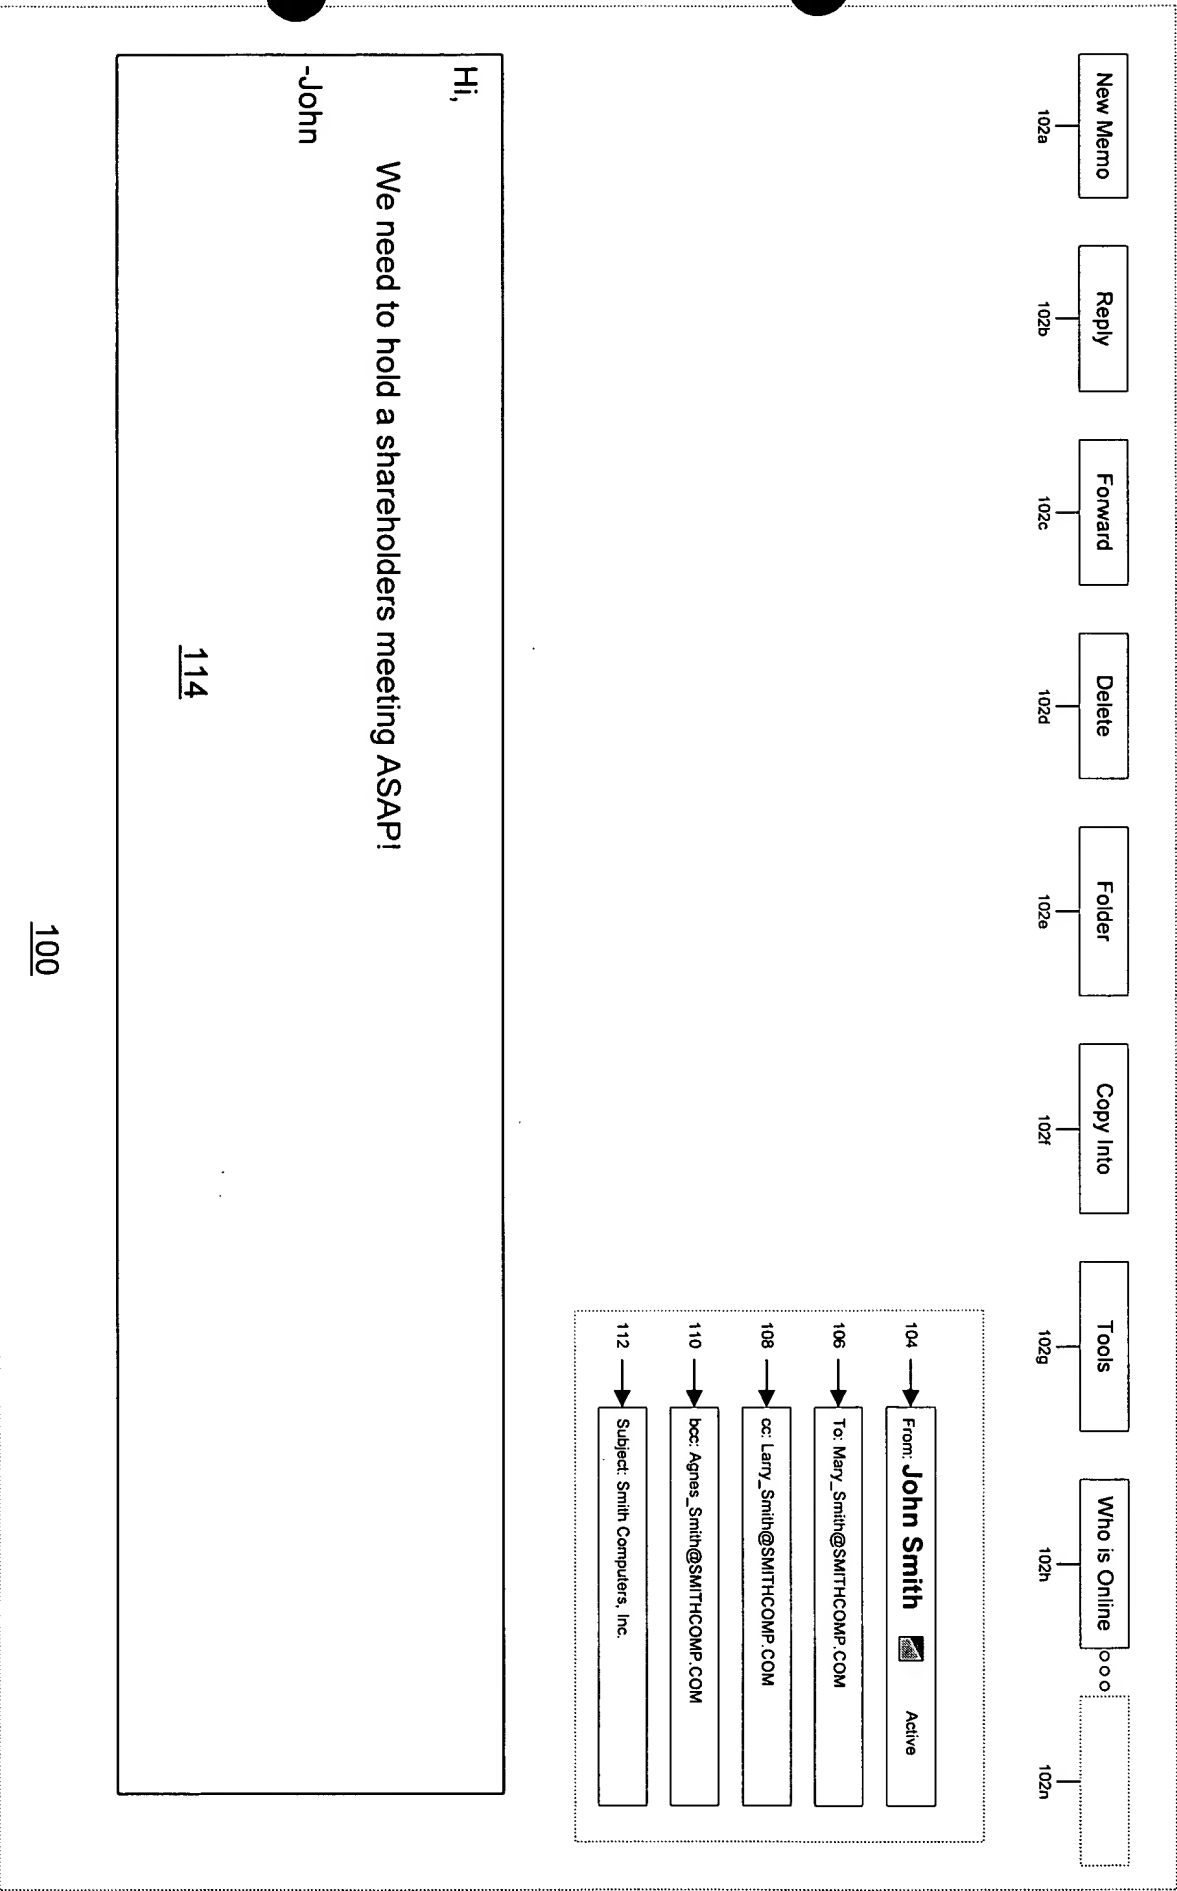 New Memo Reply Forward Delete Folder Copy Into Tools Who is Online ooo
102a 102b 102c 102d 102e 102f 102g 102h 102n
104 From: John Smith Active
106 To: Mary_Smith@SMITHCOMP.COM
108 cc: Larry_Smith@SMITHCOMP.COM
110 bcc: Agnes_Smith@SMITHCOMP.COM
112 Subject: Smith Computers, Inc.
Hi,
We need to hold a shareholders meeting ASAP!
-John
114
100